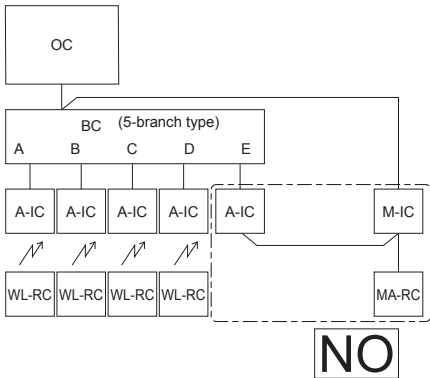 OC
BC (5-branch type)
A B C D E
A-IC A-IC A-IC A-IC A-IC M-IC
WL-RC WL-RC WL-RC WL-RC MA-RC
NO